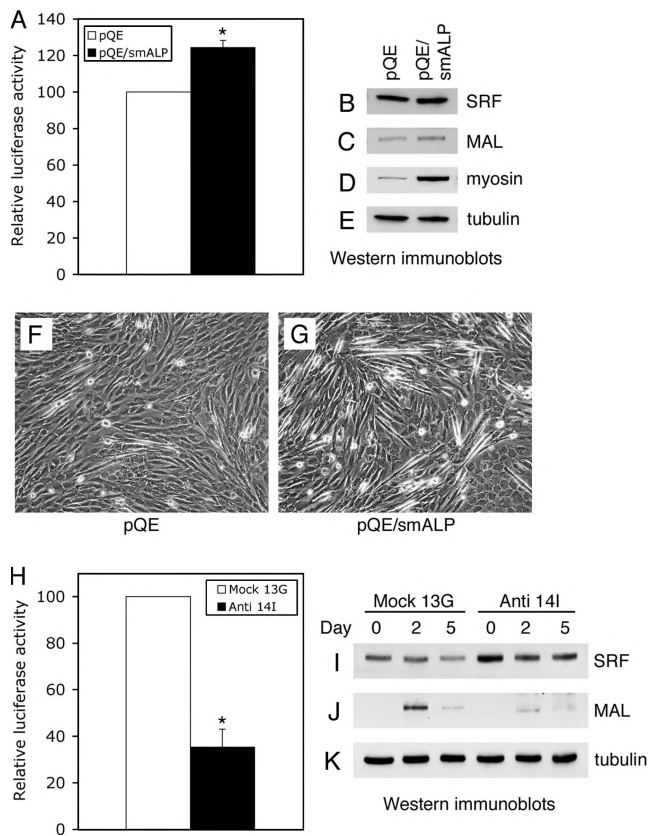 A
Relative luciferase activity
140
120
100
80
60
40
20
0
pQE
pQE/smALP
*
pQE
pQE/
smALP
B SRF
C MAL
D myosin
E tubulin
Western immunoblots
F
G
pQE
pQE/smALP
H
Relative luciferase activity
100
80
60
40
20
0
Mock 13G
Anti 14I
*
Mock 13G Anti 14I
Day 0 2 5 0 2 5
I SRF
J MAL
K tubulin
Western immunoblots